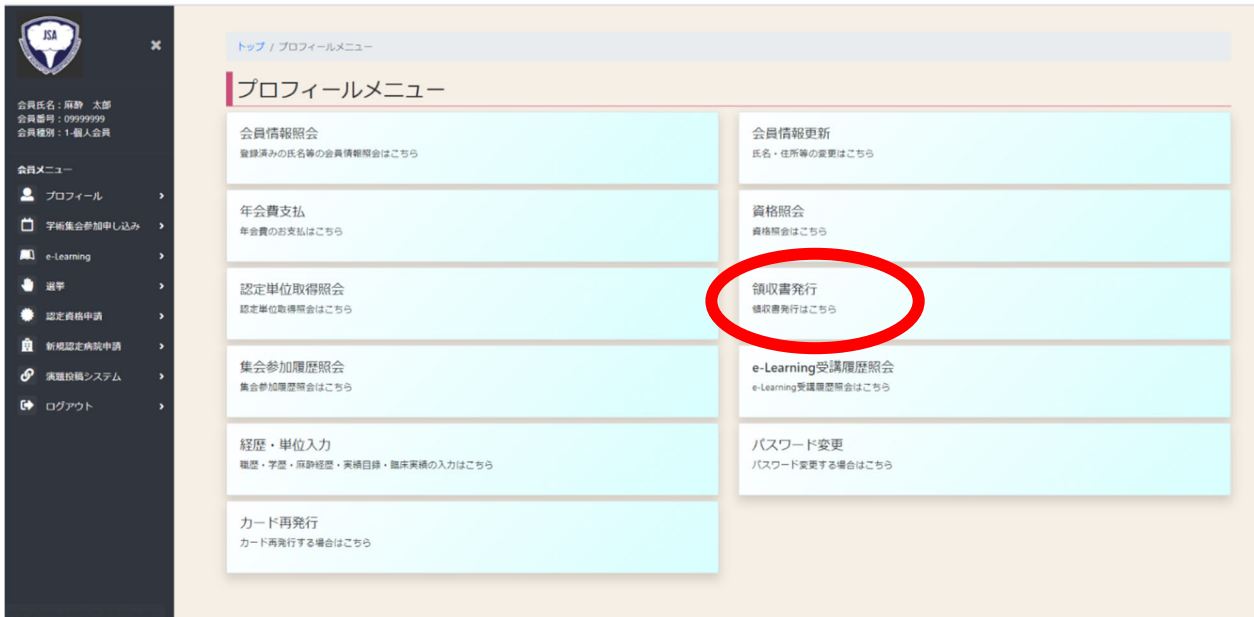 JSA
会員氏名：麻酔 太郎
会員番号：09999999
会員種別：1-個人会員
会員メニュー
プロフィール
学術集会参加申し込み
e-Learning
選挙
認定資格申請
新規認定病院申請
演題投稿システム
ログアウト
トップ / プロフィールメニュー
プロフィールメニュー
会員情報照会
登録済みの氏名等の会員情報照会はこちら
会員情報更新
氏名・住所等の変更はこちら
年会費支払
年会費のお支払はこちら
資格照会
資格照会はこちら
認定単位取得照会
認定単位取得照会はこちら
領収書発行
領収書発行はこちら
集会参加履歴照会
集会参加履歴照会はこちら
e-Learning受講履歴照会
e-Learning受講履歴照会はこちら
経歴・単位入力
職歴・学歴・麻酔経歴・実績目録・臨床実績の入力はこちら
パスワード変更
パスワード変更する場合はこちら
カード再発行
カード再発行する場合はこちら